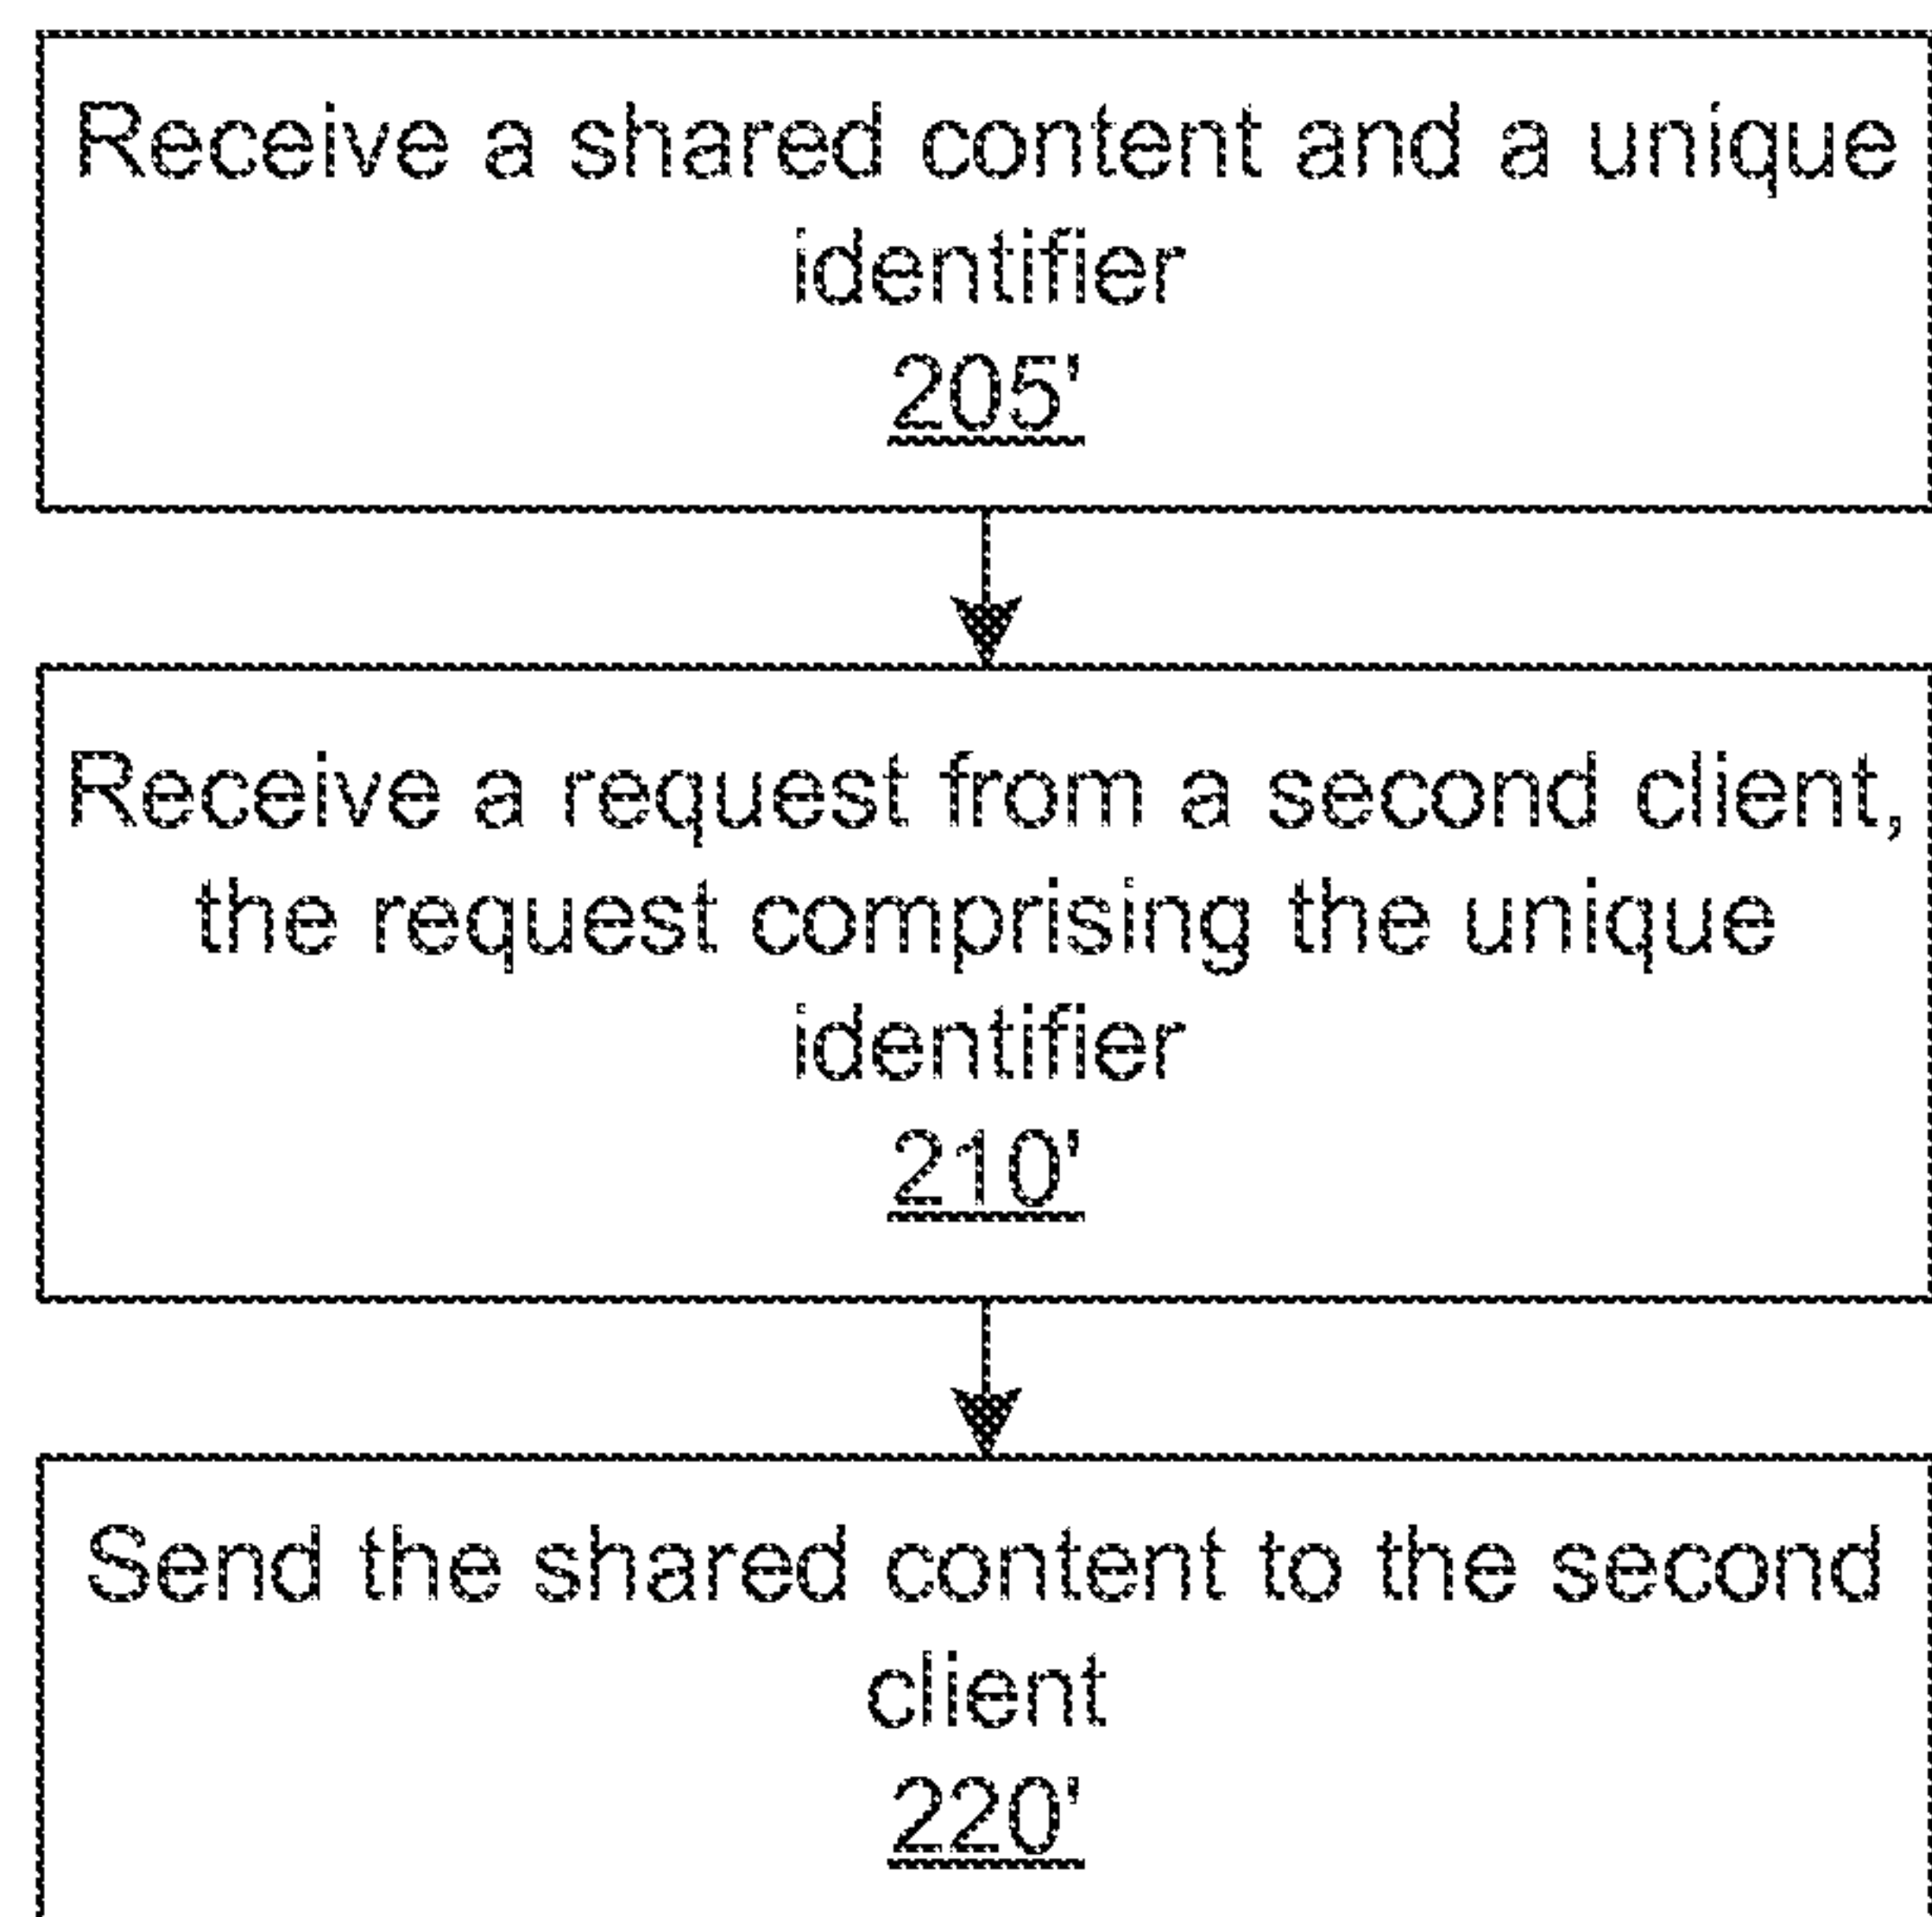 Receive a shared content and a unique
identifier
205'
Receive a request from a second client,
the request comprising the unique
identifier
210'
Send the shared content to the second
client
220'